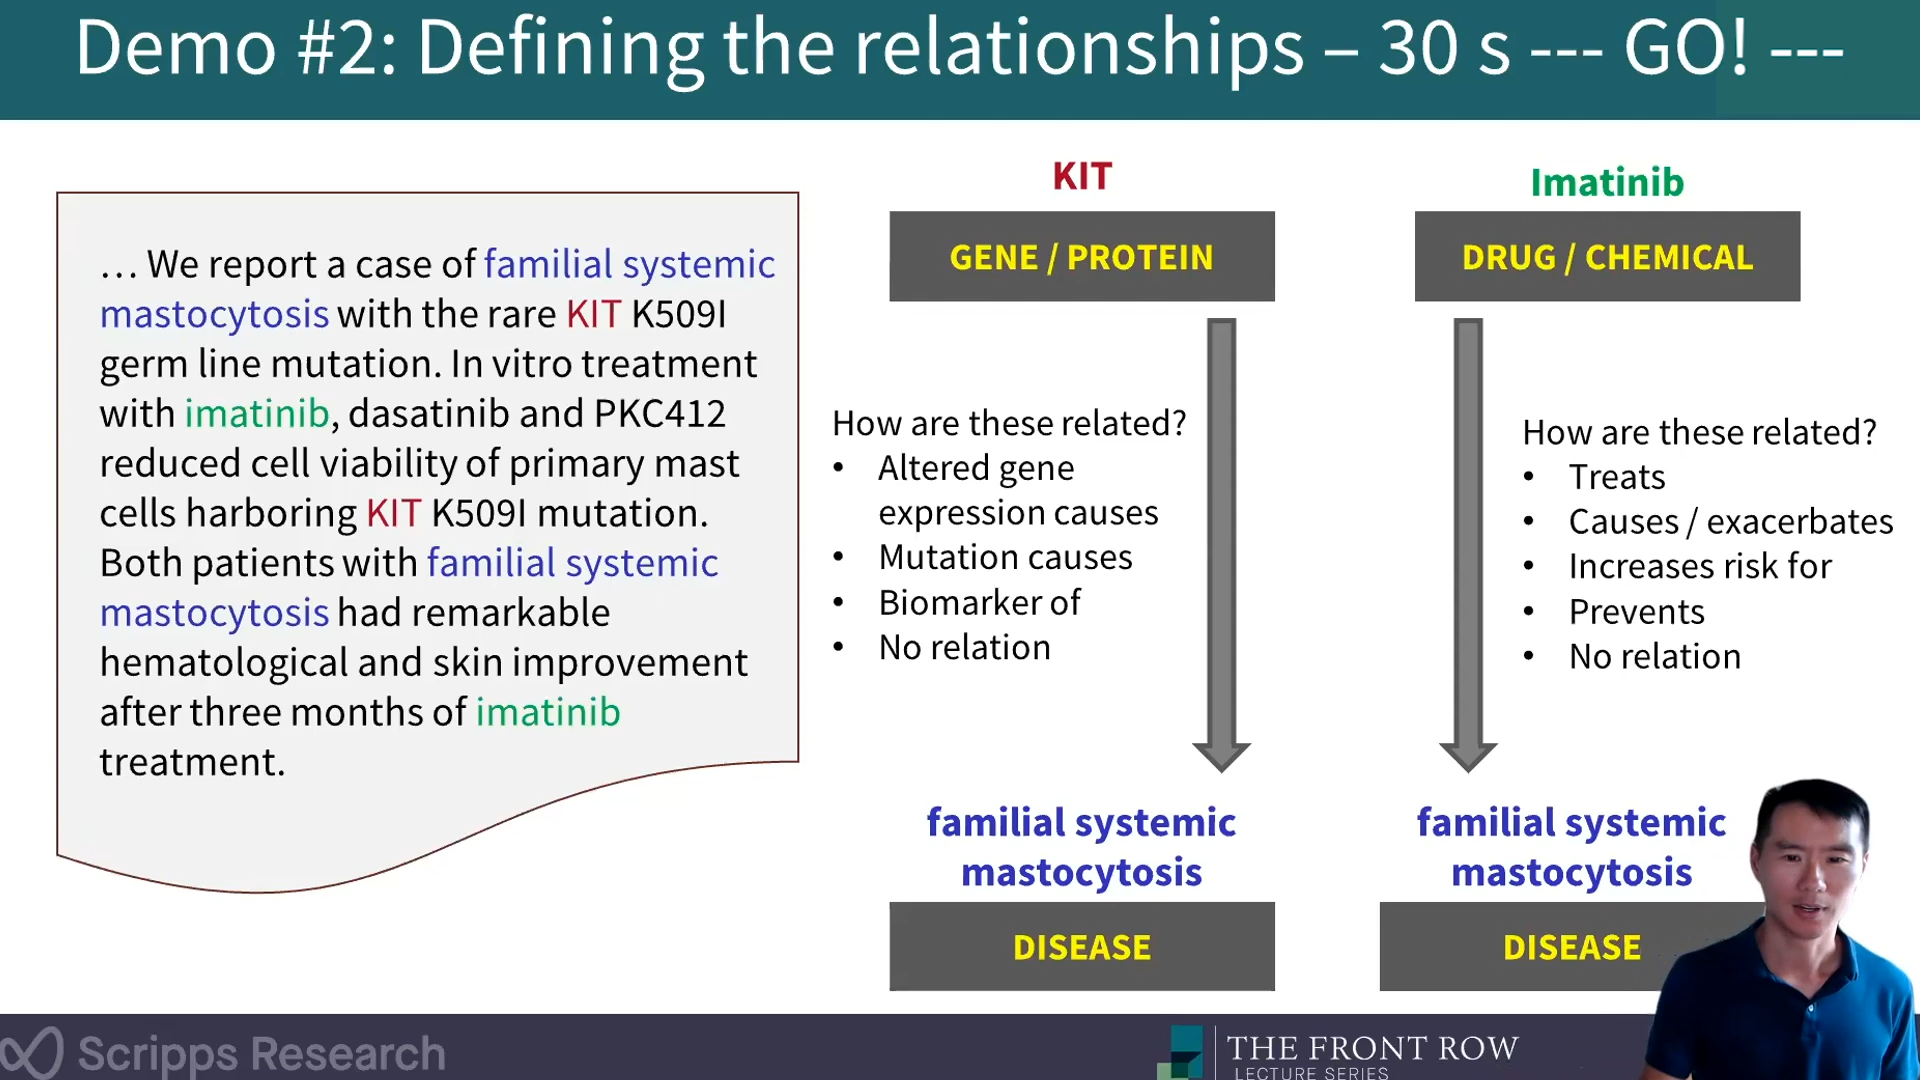 Demo #2: Defining the relationships – 30 s --- GO! ---
… We report a case of familial systemic
mastocytosis with the rare KIT K509I
germ line mutation. In vitro treatment
with imatinib, dasatinib and PKC412
reduced cell viability of primary mast
cells harboring KIT K509I mutation.
Both patients with familial systemic
mastocytosis had remarkable
hematological and skin improvement
after three months of imatinib
treatment.
KIT
GENE / PROTEIN
How are these related?
• Altered gene
expression causes
• Mutation causes
• Biomarker of
• No relation
familial systemic
mastocytosis
DISEASE
Imatinib
DRUG / CHEMICAL
How are these related?
• Treats
• Causes / exacerbates
• Increases risk for
• Prevents
• No relation
familial systemic
mastocytosis
DISEASE
Scripps Research
THE FRONT ROW
LECTURE SERIES